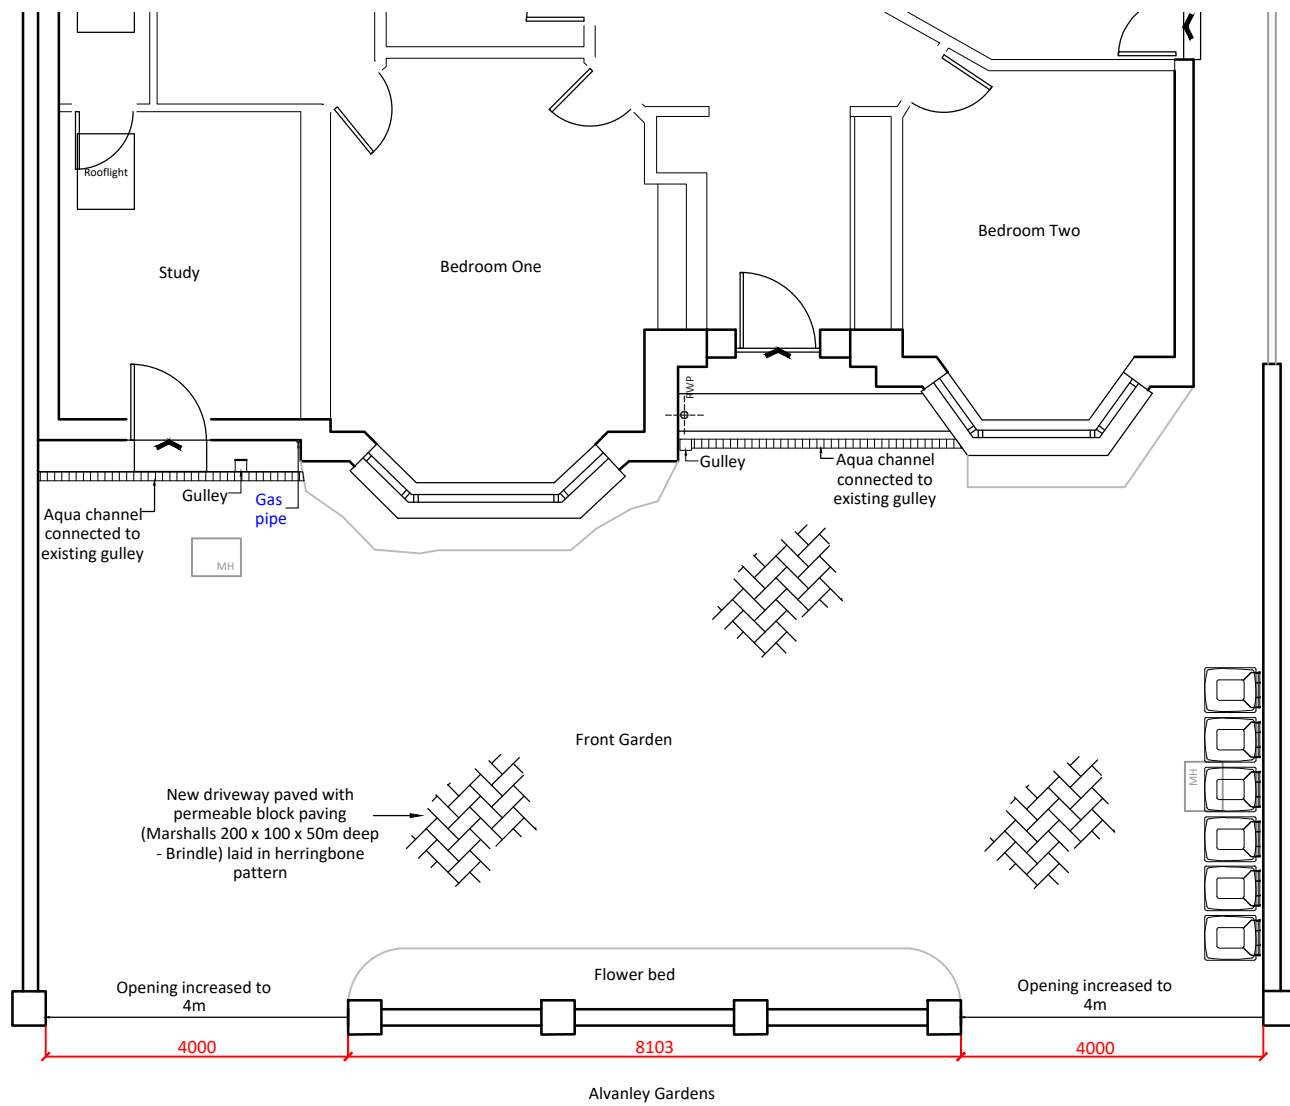 Rooflight
Study
Bedroom One
Bedroom Two
RWP
Gulley
Aqua channel
connected to
existing gulley
Gulley
Gas
pipe
Aqua channel
connected to
existing gulley
MH
Front Garden
MH
New driveway paved with
permeable block paving
(Marshalls 200 x 100 x 50m deep
- Brindle) laid in herringbone
pattern
Flower bed
Opening increased to
4m
Opening increased to
4m
4000
8103
4000
Alvanley Gardens